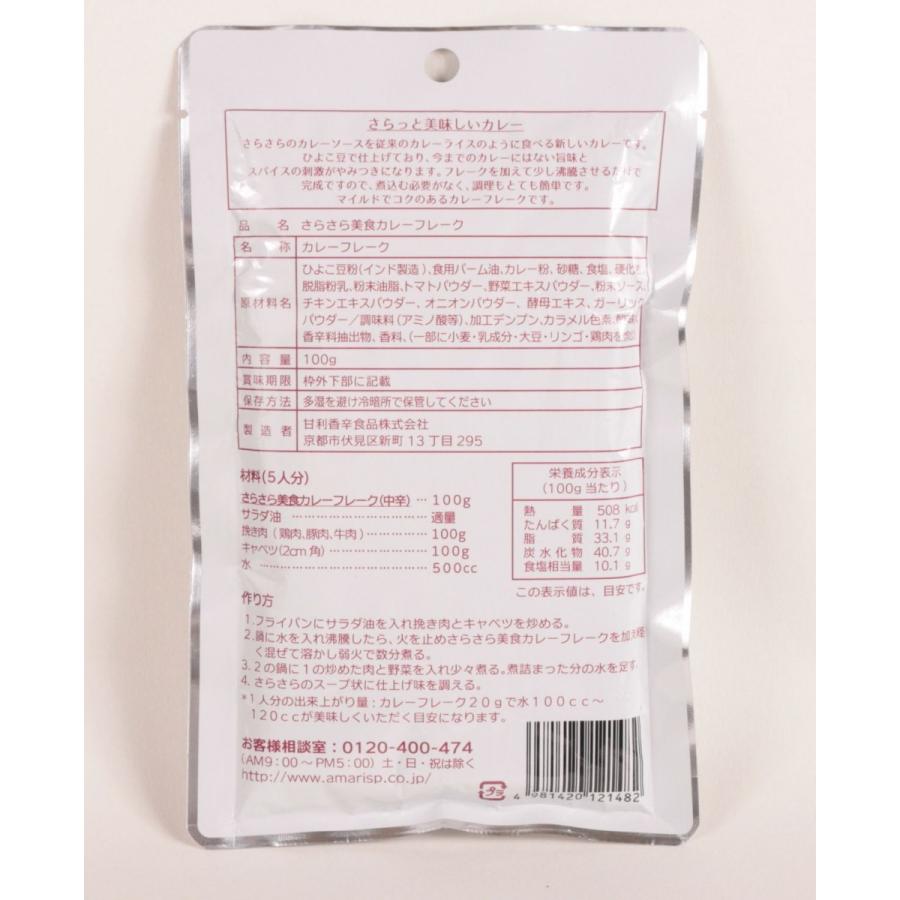 さらっと美味しいカレー
さらさらのカレーソースを従来のカレーライスのように食べる新しいカレーです。
ひよこ豆で仕上げており、今までのカレーにはない旨味と
スパイスの刺激がやみつきになります。フレークを加えて少し沸騰させるだけで
完成ですので、煮込む必要がなく、調理もとても簡単です。
マイルドでコクのあるカレーフレークです。
品名 さらさら美食カレーフレーク
名称 カレーフレーク
原材料名 ひよこ豆粉(インド製造)、食用パーム油、カレー粉、砂糖、食塩、硬化
脱脂粉乳、粉末油脂、トマトパウダー、野菜エキスパウダー、粉末ソース、
チキンエキスパウダー、オニオンパウダー、酵母エキス、ガーリック
パウダー／調味料(アミノ酸等)、加工デンプン、カラメル色素、
香辛料抽出物、香料、(一部に小麦・乳成分・大豆・リンゴ・鶏肉を
内容量 100g
賞味期限 枠外下部に記載
保存方法 多湿を避け冷暗所で保管してください
製造者 甘利香辛食品株式会社
京都市伏見区新町13丁目295
材料(5人分)
さらさら美食カレーフレーク(中辛) … 100g
サラダ油 ………………………… 適量
挽き肉(鶏肉、豚肉、牛肉)……………… 100g
キャベツ(2cm角)…………………… 100g
水 ………………………………… 500cc
栄養成分表示
(100g当たり)
熱量 508 kcal
たんぱく質 11.7 g
脂質 33.1 g
炭水化物 40.7 g
食塩相当量 10.1 g
この表示値は、目安です。
作り方
1.フライパンにサラダ油を入れ挽き肉とキャベツを炒める。
2.鍋に水を入れ沸騰したら、火を止めさらさら美食カレーフレークを加え
く混ぜて溶かし弱火で数分煮る。
3.2の鍋に1の炒めた肉と野菜を入れ少々煮る。煮詰まった分の水を足す。
4.さらさらのスープ状に仕上げ味を調える。
*1人分の出来上がり量：カレーフレーク20gで水100cc～
120ccが美味しくいただく目安になります。
お客様相談室：0120-400-474
(AM9：00～PM5：00)土・日・祝は除く
http://www.amarisp.co.jp/
プラ
4 981420 121482